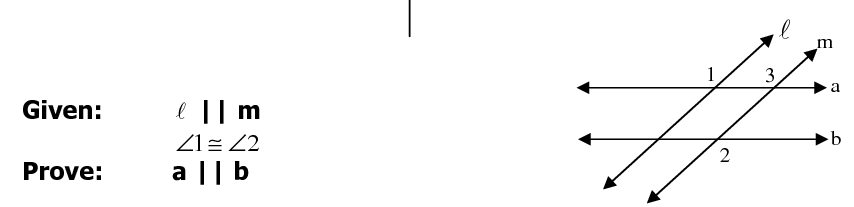 Given: ℓ || m
∠1 ≅ ∠2
Prove: a || b
ℓ
m
1 3
a
b
2